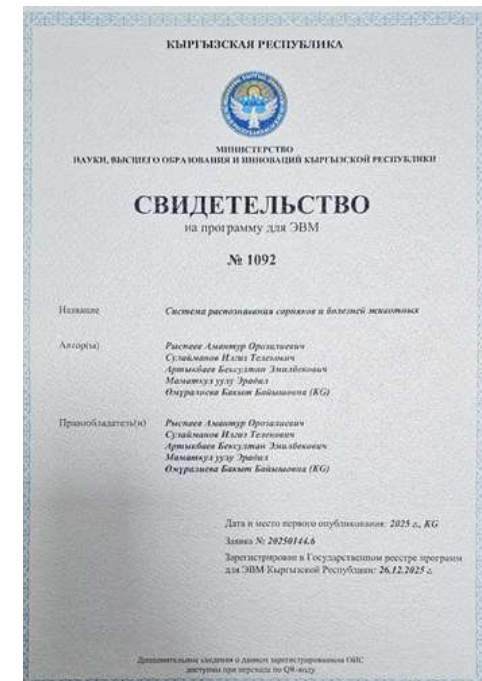 КЫРГЫЗСКАЯ РЕСПУБЛИКА
МИНИСТЕРСТВО
НАУКИ, ВЫСШЕГО ОБРАЗОВАНИЯ И ИННОВАЦИЙ КЫРГЫЗСКОЙ РЕСПУБЛИКИ
СВИДЕТЕЛЬСТВО
на программу для ЭВМ
№ 1092
Название Система распознавания сорняков и болезней животных
Автор(ы) Рыспаев Амантур Орозалиевич
Сулайманов Илгиз Телекович
Артыкбаев Бексултан Эмилбекович
Маматкул уулу Эрадил
Омуралиева Бакыт Байышовна (KG)
Правообладатель(и) Рыспаев Амантур Орозалиевич
Сулайманов Илгиз Телекович
Артыкбаев Бексултан Эмилбекович
Маматкул уулу Эрадил
Омуралиева Бакыт Байышовна (KG)
Дата и место первого опубликования: 2025 г., KG
Заявка № 20250144.6
Зарегистрирован в Государственном реестре программ
для ЭВМ Кыргызской Республики: 26.12.2025 г.
Дополнительные сведения о данном зарегистрированном ОИС
доступны при переходе по QR-коду